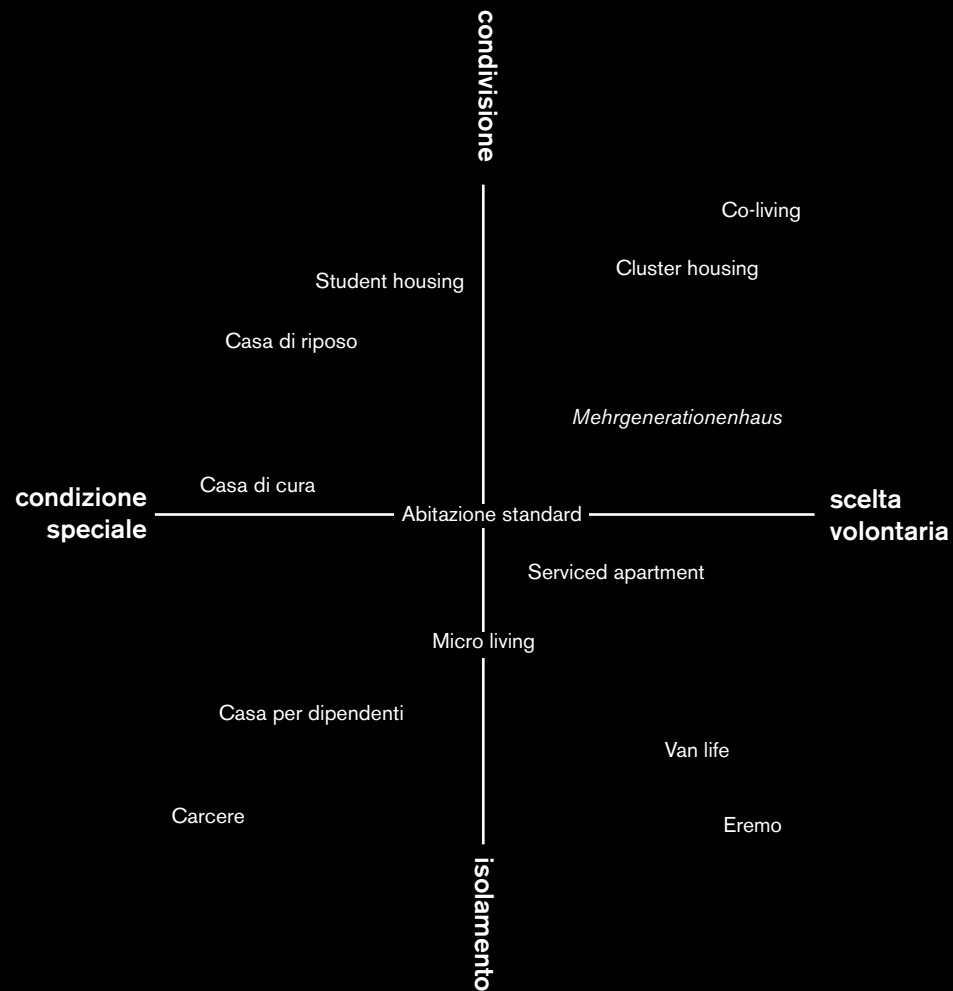 condivisione
Co-living
Cluster housing
Student housing
Casa di riposo
Mehrgenerationenhaus
Casa di cura
condizione
speciale
Abitazione standard
scelta
volontaria
Serviced apartment
Micro living
Casa per dipendenti
Van life
Carcere
Eremo
isolamento